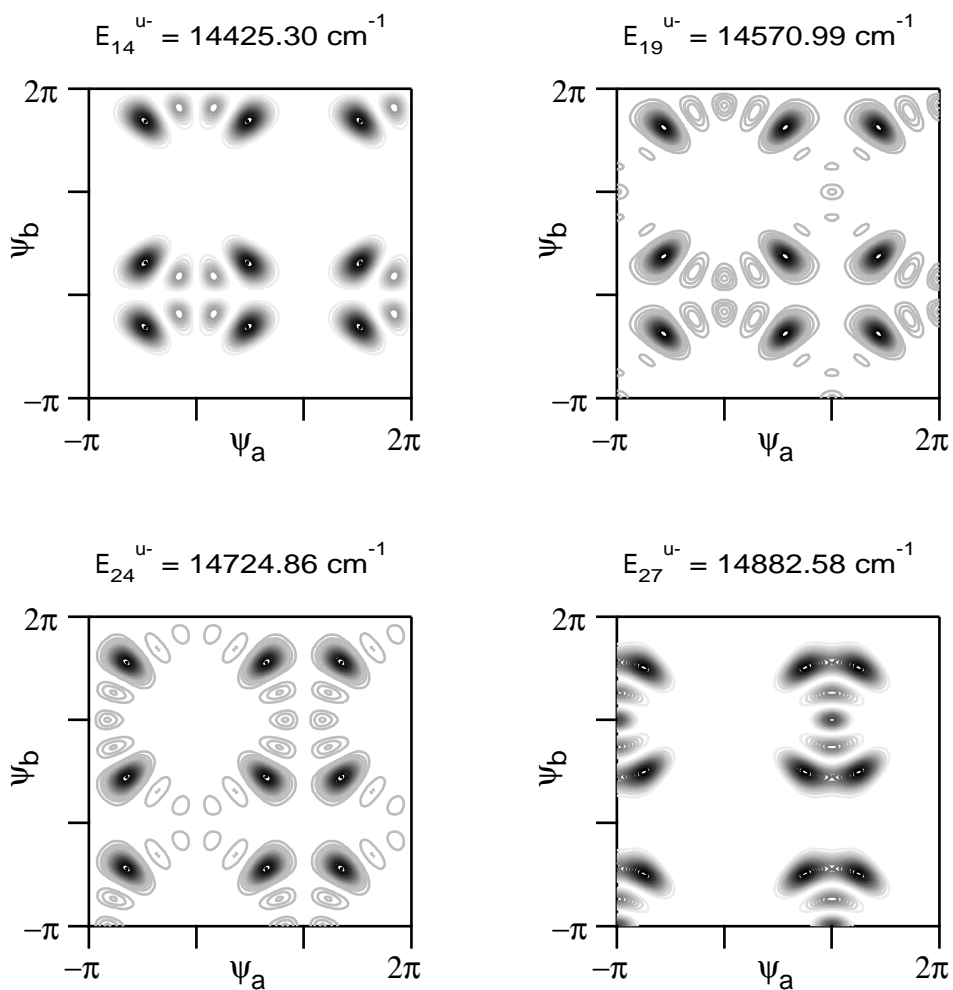 E₁₄ᵘ⁻ = 14425.30 cm⁻¹
2π
ψb
−π
−π ψa 2π
E₁₉ᵘ⁻ = 14570.99 cm⁻¹
2π
ψb
−π
−π ψa 2π
E₂₄ᵘ⁻ = 14724.86 cm⁻¹
2π
ψb
−π
−π ψa 2π
E₂₇ᵘ⁻ = 14882.58 cm⁻¹
2π
ψb
−π
−π ψa 2π